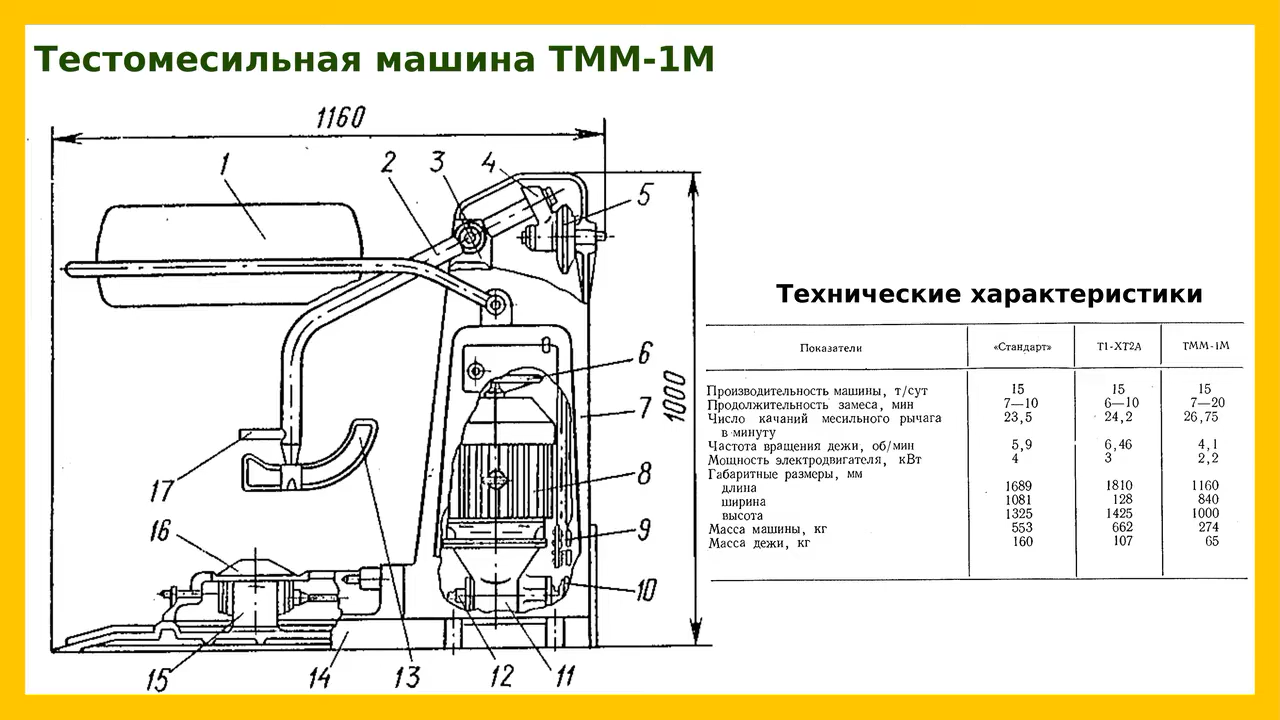 Тестомесильная машина ТММ-1М
1160
1
2
3
4
5
6
7
1000
8
17
16
9
10
15
14
13
12
11
Технические характеристики
Показатели «Стандарт» Т1-ХТ2А ТММ-1М
Производительность машины, т/сут 15 15 15
Продолжительность замеса, мин 7—10 6—10 7—20
Число качаний месильного рычага 23,5 24,2 26,75
в минуту
Частота вращения дежи, об/мин 5,9 6,46 4,1
Мощность электродвигателя, кВт 4 3 2,2
Габаритные размеры, мм
длина 1689 1810 1160
ширина 1081 128 840
высота 1325 1425 1000
Масса машины, кг 553 662 274
Масса дежи, кг 160 107 65